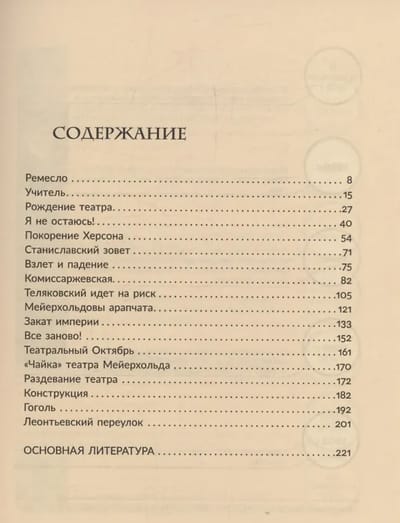 СОДЕРЖАНИЕ
Ремесло 8
Учитель 15
Рождение театра 27
Я не остаюсь! 40
Покорение Херсона 54
Станиславский зовет 71
Взлет и падение 75
Комиссаржевская 82
Теляковский идет на риск 105
Мейерхольдовы арапчата 121
Закат империи 133
Все заново! 152
Театральный Октябрь 161
«Чайка» театра Мейерхольда 170
Раздевание театра 172
Конструкция 182
Гоголь 192
Леонтьевский переулок 201
ОСНОВНАЯ ЛИТЕРАТУРА 221